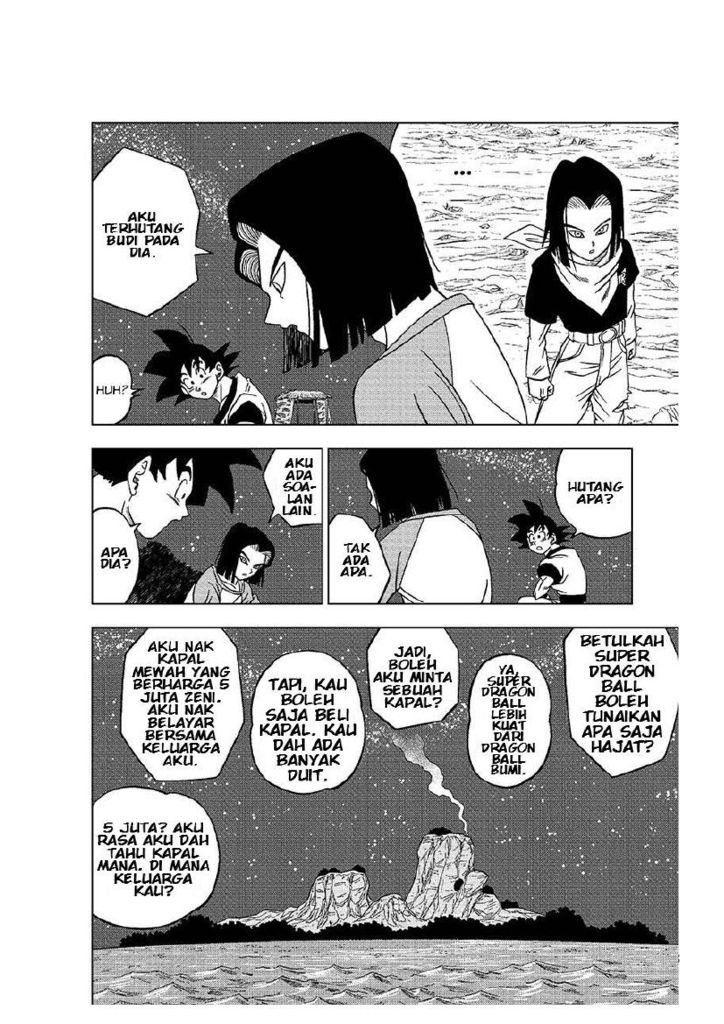 ...
AKU
TERHUTANG
BUDI PADA
DIA.
HUH?
HUTANG
APA?
TAK
ADA
APA.
AKU
ADA
SOA-
LAN
LAIN.
APA
DIA?
BETULKAH
SUPER
DRAGON
BALL
BOLEH
TUNAIKAN
APA SAJA
HAJAT?
YA,
SUPER
DRAGON
BALL
LEBIH
KUAT
DARI
DRAGON
BALL
BUMI.
JADI,
BOLEH
AKU MINTA
SEBUAH
KAPAL?
TAPI, KAU
BOLEH
SAJA BELI
KAPAL. KAU
DAH ADA
BANYAK
DUIT.
AKU NAK
KAPAL
MEWAH YANG
BERHARGA 5
JUTA ZENI.
AKU NAK
BELAYAR
BERSAMA
KELUARGA
AKU.
5 JUTA? AKU
RASA AKU DAH
TAHU KAPAL
MANA. DI MANA
KELUARGA
KAU?